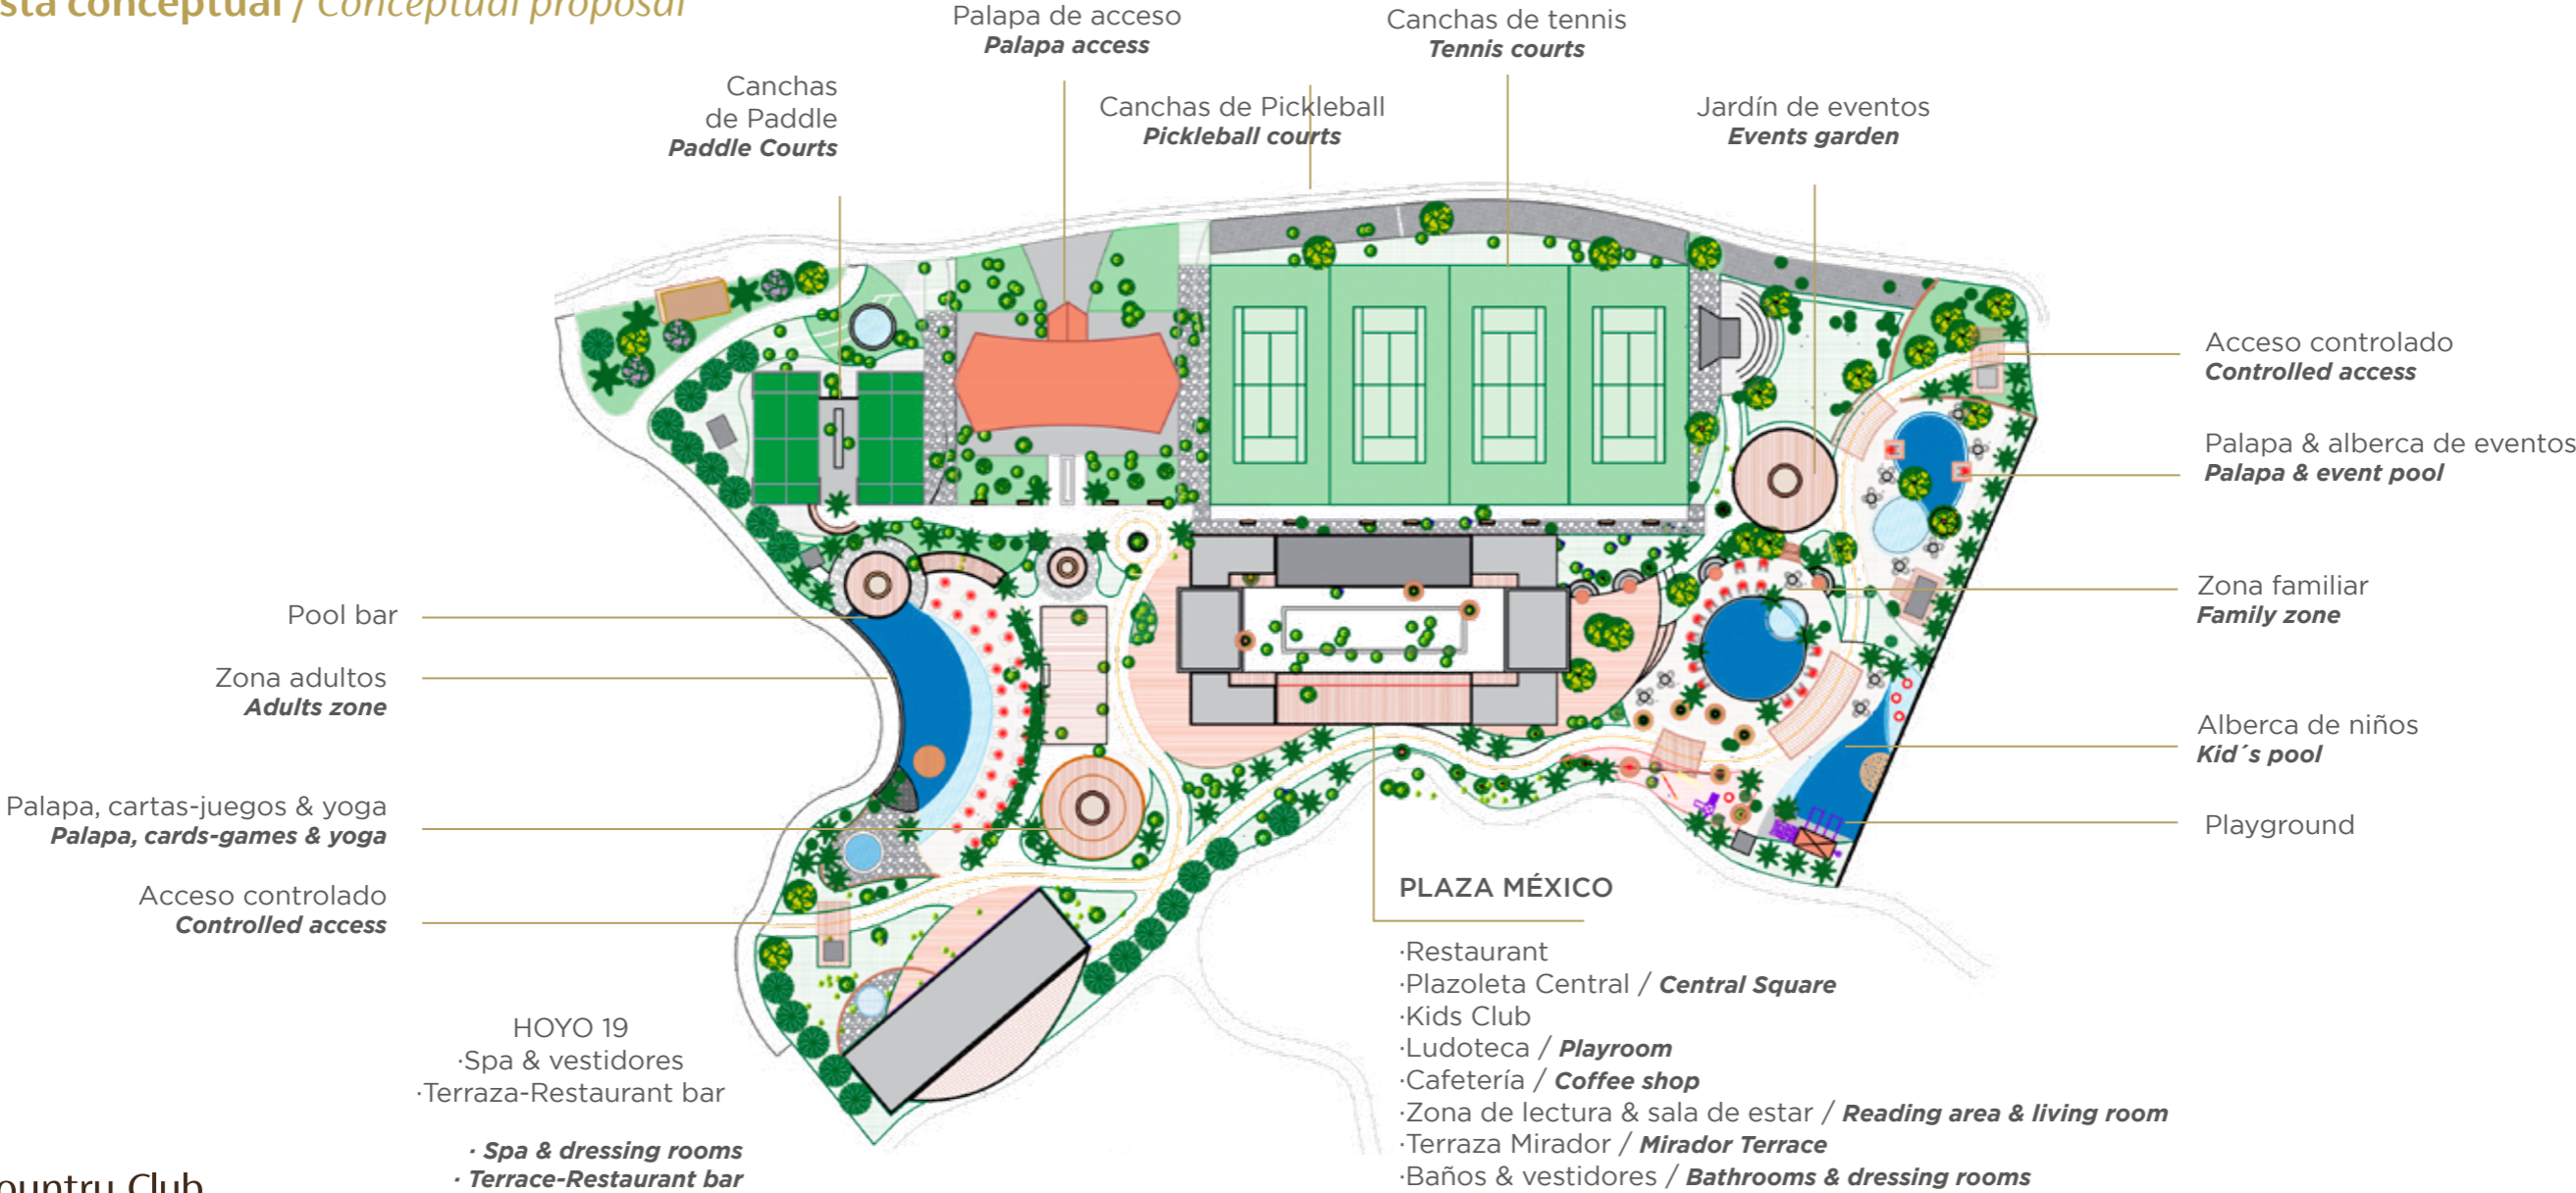 sta conceptual / Conceptual proposal
Palapa de acceso
Palapa access
Canchas de tennis
Tennis courts
Canchas
de Paddle
Paddle Courts
Canchas de Pickleball
Pickleball courts
Jardín de eventos
Events garden
Acceso controlado
Controlled access
Palapa & alberca de eventos
Palapa & event pool
Zona familiar
Family zone
Alberca de niños
Kid´s pool
Playground
Pool bar
Zona adultos
Adults zone
Palapa, cartas-juegos & yoga
Palapa, cards-games & yoga
Acceso controlado
Controlled access
HOYO 19
·Spa & vestidores
·Terraza-Restaurant bar
· Spa & dressing rooms
· Terrace-Restaurant bar
PLAZA MÉXICO
·Restaurant
·Plazoleta Central / Central Square
·Kids Club
·Ludoteca / Playroom
·Cafetería / Coffee shop
·Zona de lectura & sala de estar / Reading area & living room
·Terraza Mirador / Mirador Terrace
·Baños & vestidores / Bathrooms & dressing rooms
ountry Club